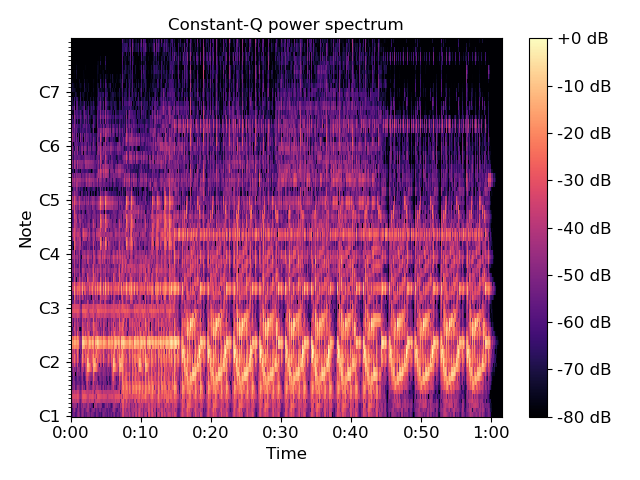 Constant-Q power spectrum
Note
C7
C6
C5
C4
C3
C2
C1
0:00 0:10 0:20 0:30 0:40 0:50 1:00
Time
+0 dB
-10 dB
-20 dB
-30 dB
-40 dB
-50 dB
-60 dB
-70 dB
-80 dB